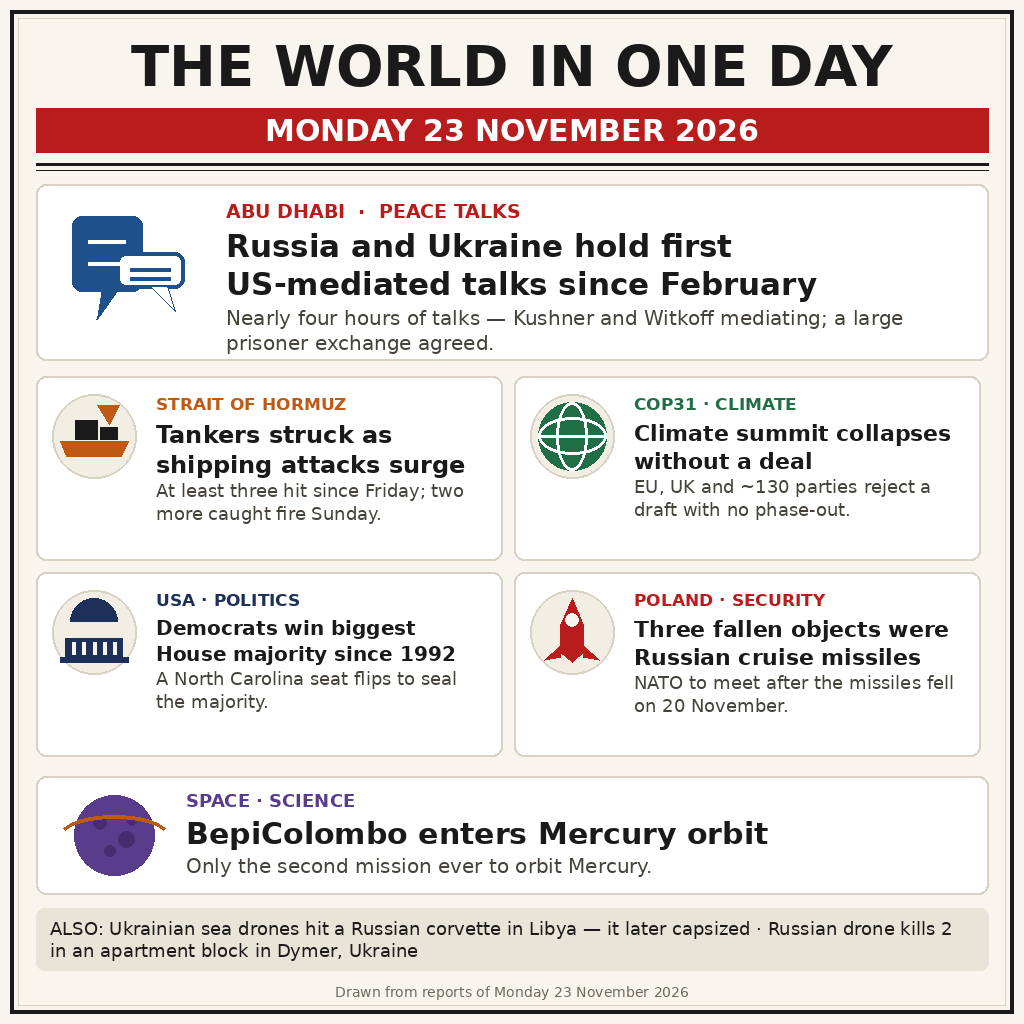 THE WORLD IN ONE DAY
MONDAY 23 NOVEMBER 2026
ABU DHABI · PEACE TALKS
Russia and Ukraine hold first
US-mediated talks since February
Nearly four hours of talks — Kushner and Witkoff mediating; a large
prisoner exchange agreed.
STRAIT OF HORMUZ
Tankers struck as
shipping attacks surge
At least three hit since Friday; two
more caught fire Sunday.
COP31 · CLIMATE
Climate summit collapses
without a deal
EU, UK and ~130 parties reject a
draft with no phase-out.
USA · POLITICS
Democrats win biggest
House majority since 1992
A North Carolina seat flips to seal
the majority.
POLAND · SECURITY
Three fallen objects were
Russian cruise missiles
NATO to meet after the missiles fell
on 20 November.
SPACE · SCIENCE
BepiColombo enters Mercury orbit
Only the second mission ever to orbit Mercury.
ALSO: Ukrainian sea drones hit a Russian corvette in Libya — it later capsized · Russian drone kills 2
in an apartment block in Dymer, Ukraine
Drawn from reports of Monday 23 November 2026